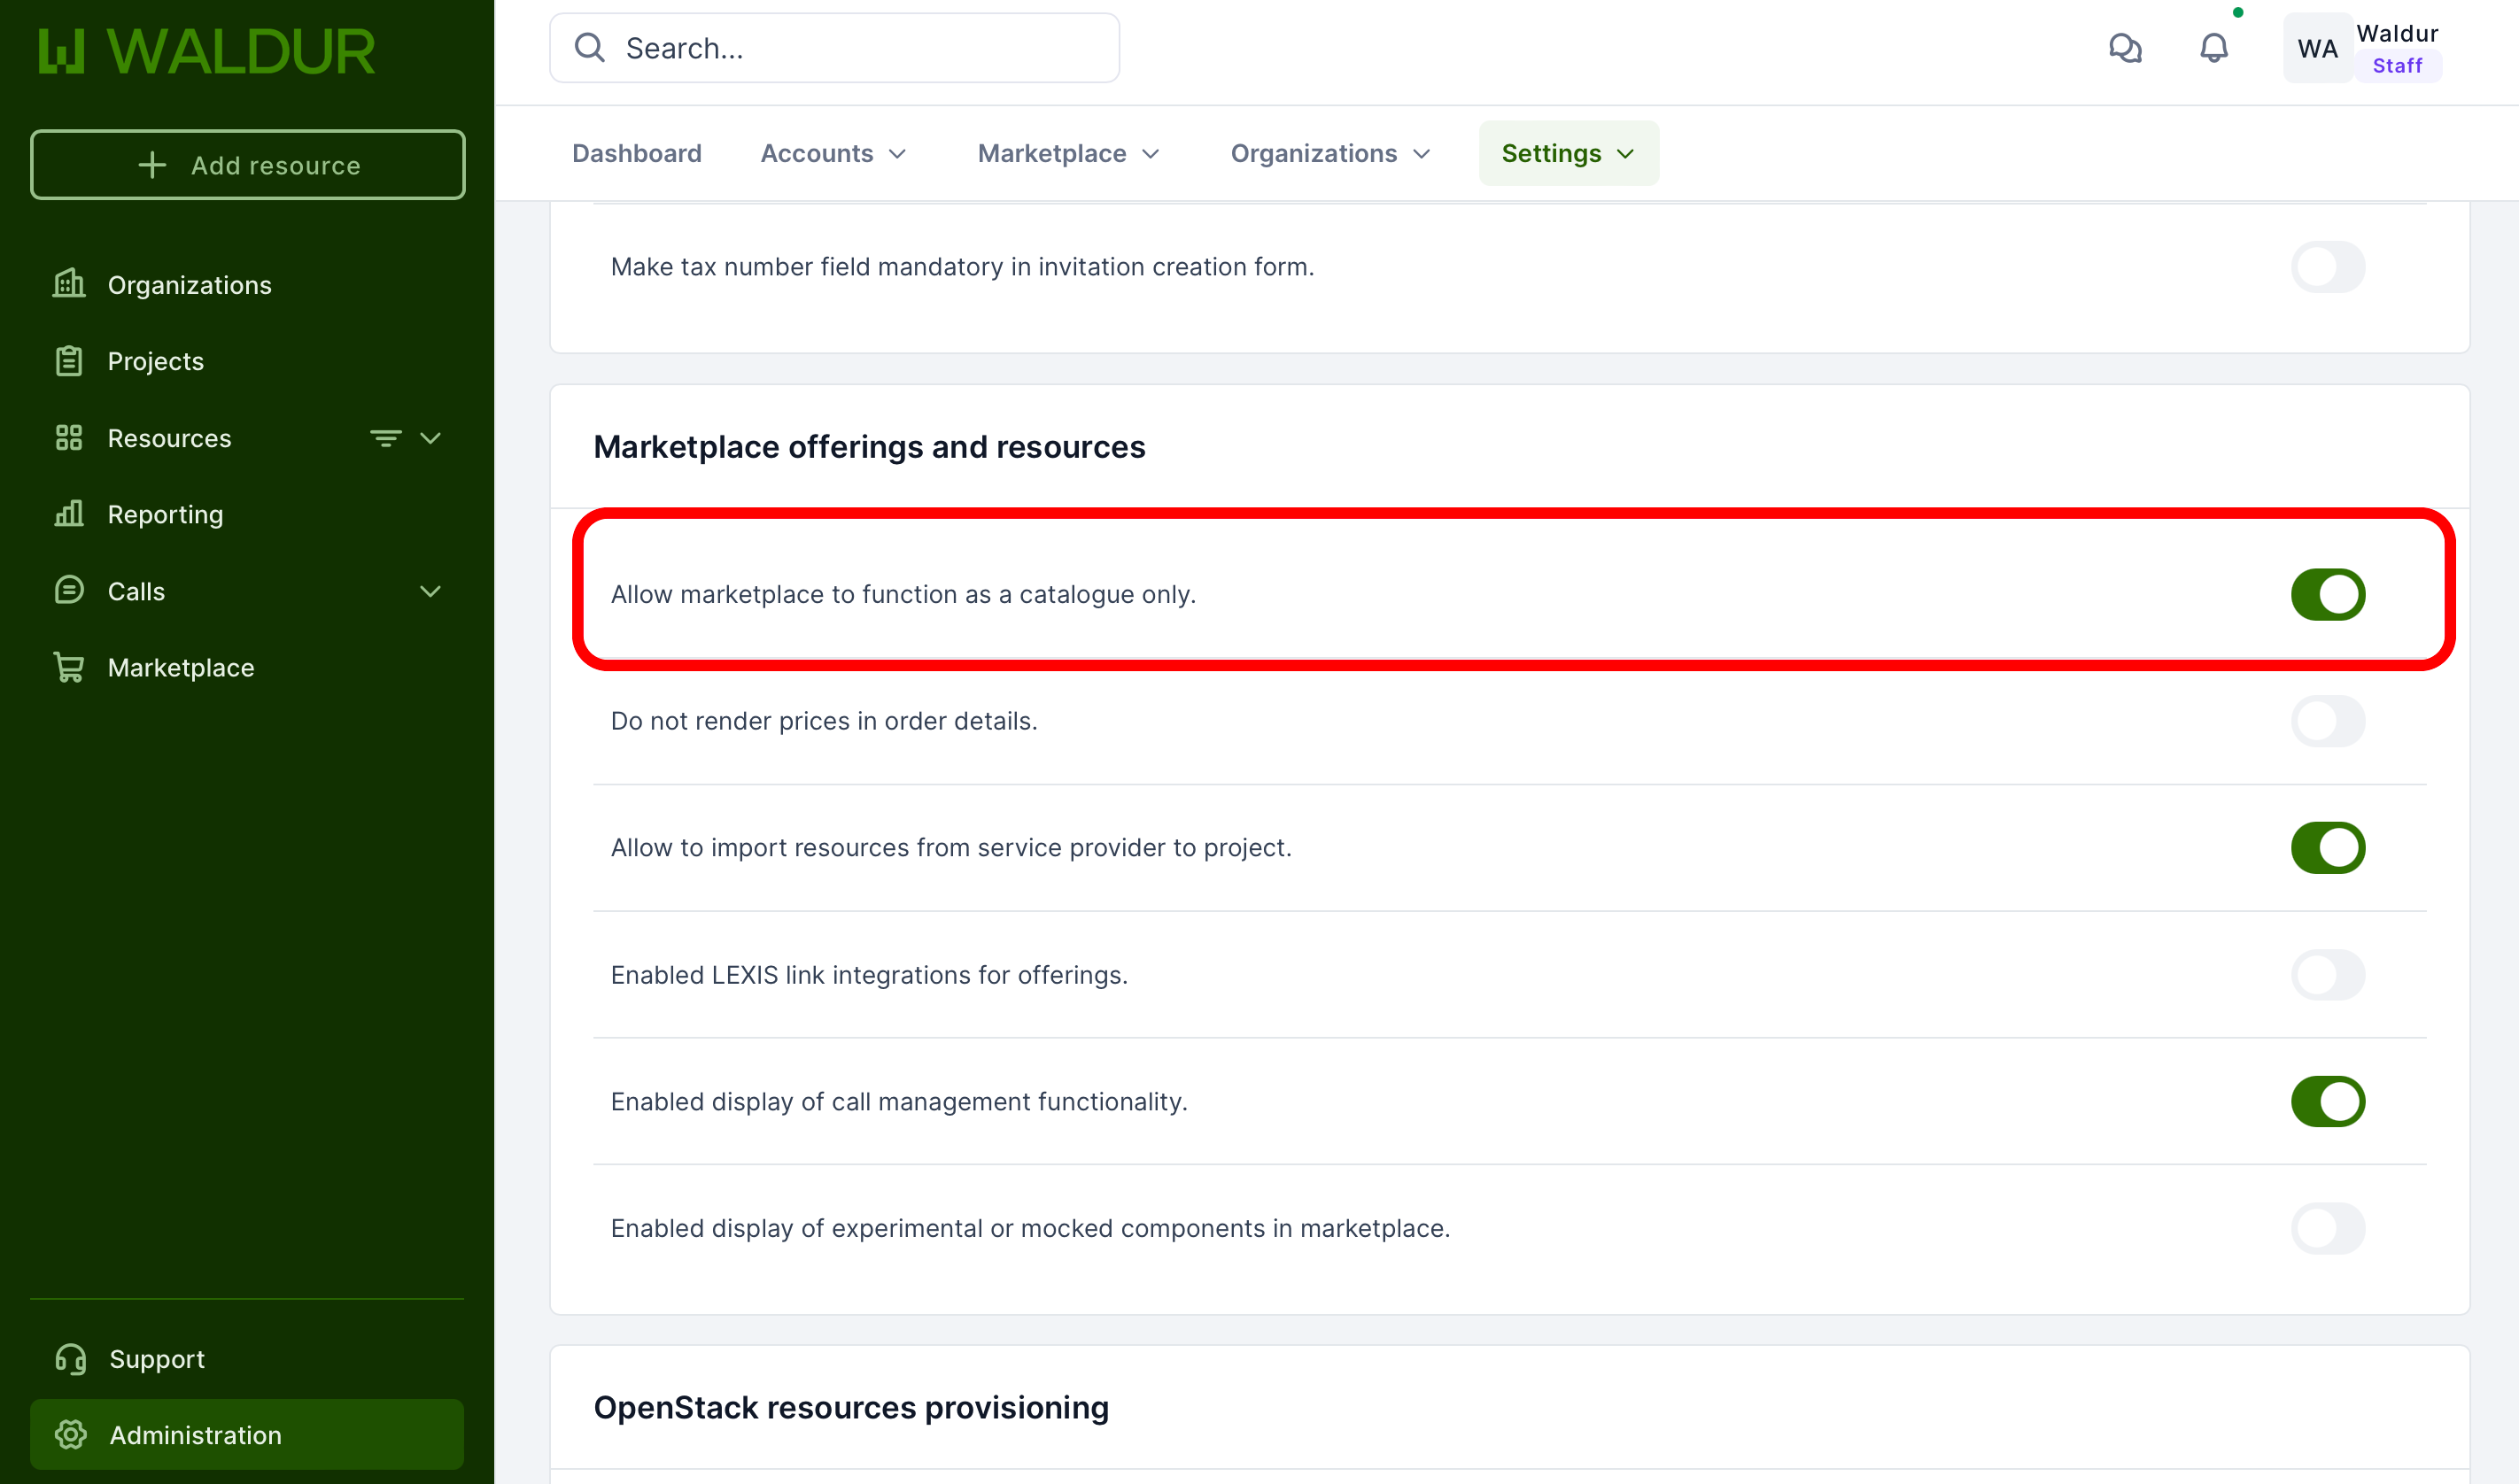 WALDUR
Search...
WA
Waldur
Staff
Add resource
Dashboard
Accounts
Marketplace
Organizations
Settings
Organizations
Projects
Resources
Reporting
Calls
Marketplace
Support
Administration
Make tax number field mandatory in invitation creation form.
Marketplace offerings and resources
Allow marketplace to function as a catalogue only.
Do not render prices in order details.
Allow to import resources from service provider to project.
Enabled LEXIS link integrations for offerings.
Enabled display of call management functionality.
Enabled display of experimental or mocked components in marketplace.
OpenStack resources provisioning